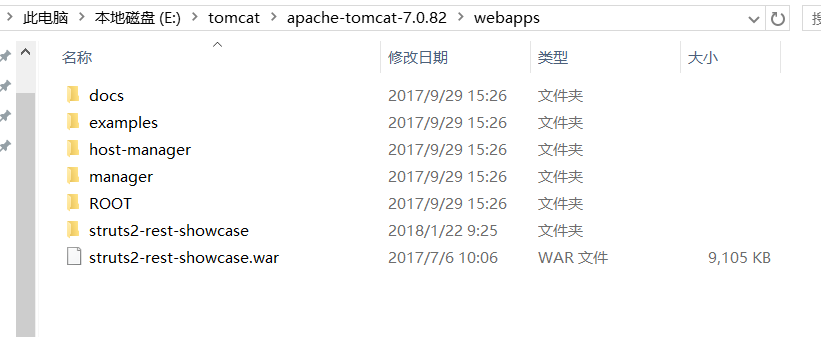 此电脑 > 本地磁盘 (E:) > tomcat > apache-tomcat-7.0.82 > webapps
名称 修改日期 类型 大小
docs 2017/9/29 15:26 文件夹
examples 2017/9/29 15:26 文件夹
host-manager 2017/9/29 15:26 文件夹
manager 2017/9/29 15:26 文件夹
ROOT 2017/9/29 15:26 文件夹
struts2-rest-showcase 2018/1/22 9:25 文件夹
struts2-rest-showcase.war 2017/7/6 10:06 WAR 文件 9,105 KB